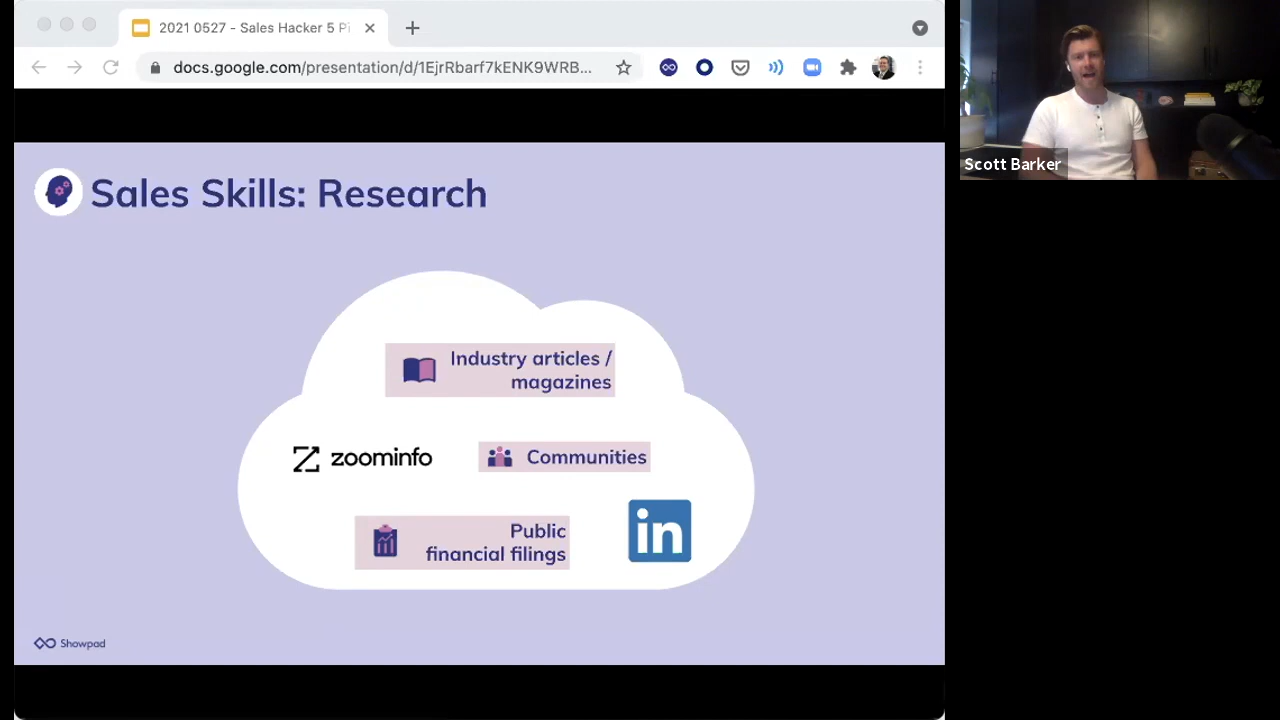 2021 0527 - Sales Hacker 5 Pi
docs.google.com/presentation/d/1EjrRbarf7kENK9WRB...
Scott Barker
Sales Skills: Research
Industry articles /
magazines
zoominfo
Communities
Public
financial filings
in
Showpad